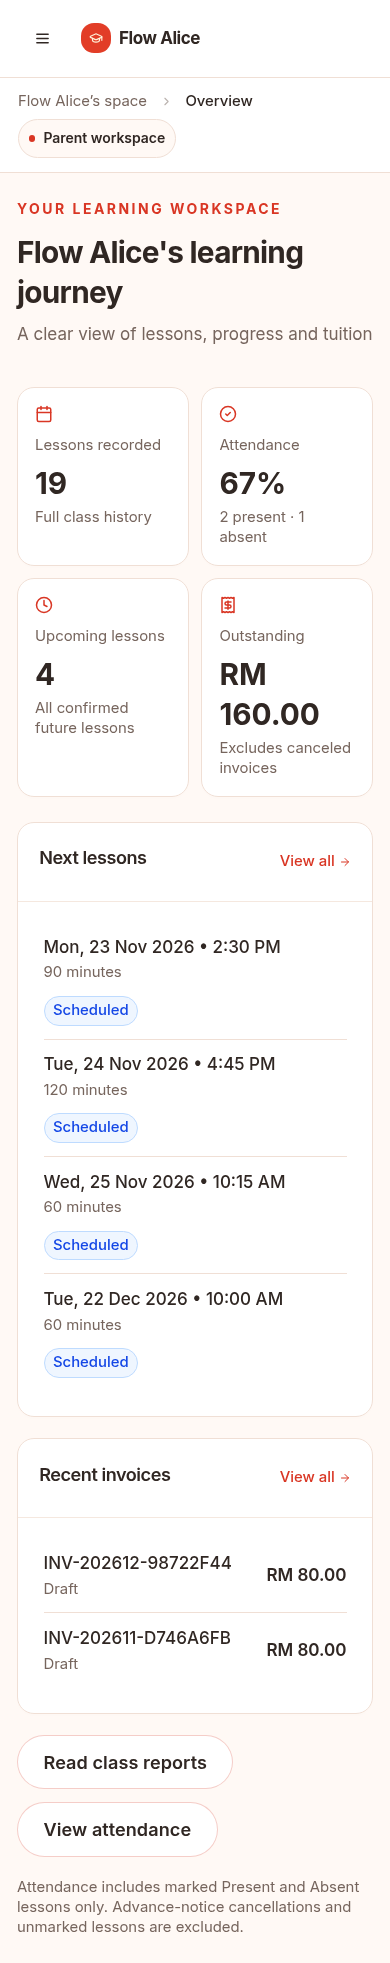 Flow Alice
Flow Alice's space > Overview
Parent workspace
YOUR LEARNING WORKSPACE
Flow Alice's learning
journey
A clear view of lessons, progress and tuition
Lessons recorded
19
Full class history
Attendance
67%
2 present · 1
absent
Upcoming lessons
4
All confirmed
future lessons
Outstanding
RM
160.00
Excludes canceled
invoices
Next lessons
View all →
Mon, 23 Nov 2026 • 2:30 PM
90 minutes
Scheduled
Tue, 24 Nov 2026 • 4:45 PM
120 minutes
Scheduled
Wed, 25 Nov 2026 • 10:15 AM
60 minutes
Scheduled
Tue, 22 Dec 2026 • 10:00 AM
60 minutes
Scheduled
Recent invoices
View all →
INV-202612-98722F44
Draft
RM 80.00
INV-202611-D746A6FB
Draft
RM 80.00
Read class reports
View attendance
Attendance includes marked Present and Absent
lessons only. Advance-notice cancellations and
unmarked lessons are excluded.